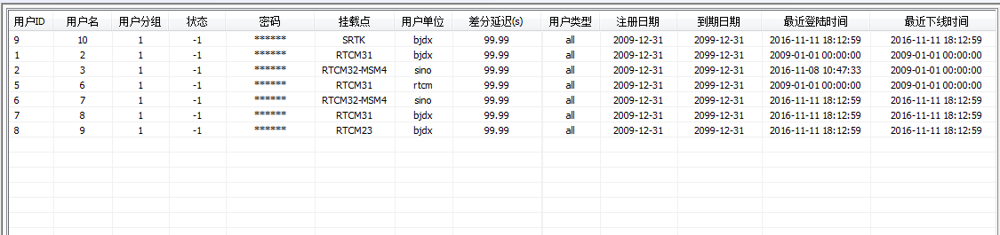 用户ID 用户名 用户分组 状态 密码 挂载点 用户单位 差分延迟(s) 用户类型 注册日期 到期日期 最近登陆时间 最近下线时间
9 10 1 -1 ****** SRTK bjdx 99.99 all 2009-12-31 2099-12-31 2016-11-11 18:12:59 2016-11-11 18:12:59
1 2 1 -1 ****** RTCM31 bjdx 99.99 all 2009-12-31 2099-12-31 2009-01-01 00:00:00 2009-01-01 00:00:00
2 3 1 -1 ****** RTCM32-MSM4 sino 99.99 all 2009-12-31 2099-12-31 2016-11-08 10:47:33 2009-01-01 00:00:00
5 6 1 -1 ****** RTCM31 rtcm 99.99 all 2009-12-31 2099-12-31 2009-01-01 00:00:00 2009-01-01 00:00:00
6 7 1 -1 ****** RTCM32-MSM4 sino 99.99 all 2009-12-31 2099-12-31 2016-11-11 18:12:59 2016-11-11 18:12:59
7 8 1 -1 ****** RTCM31 bjdx 99.99 all 2009-12-31 2099-12-31 2016-11-11 18:12:59 2016-11-11 18:12:59
8 9 1 -1 ****** RTCM23 bjdx 99.99 all 2009-12-31 2099-12-31 2016-11-11 18:12:59 2016-11-11 18:12:59